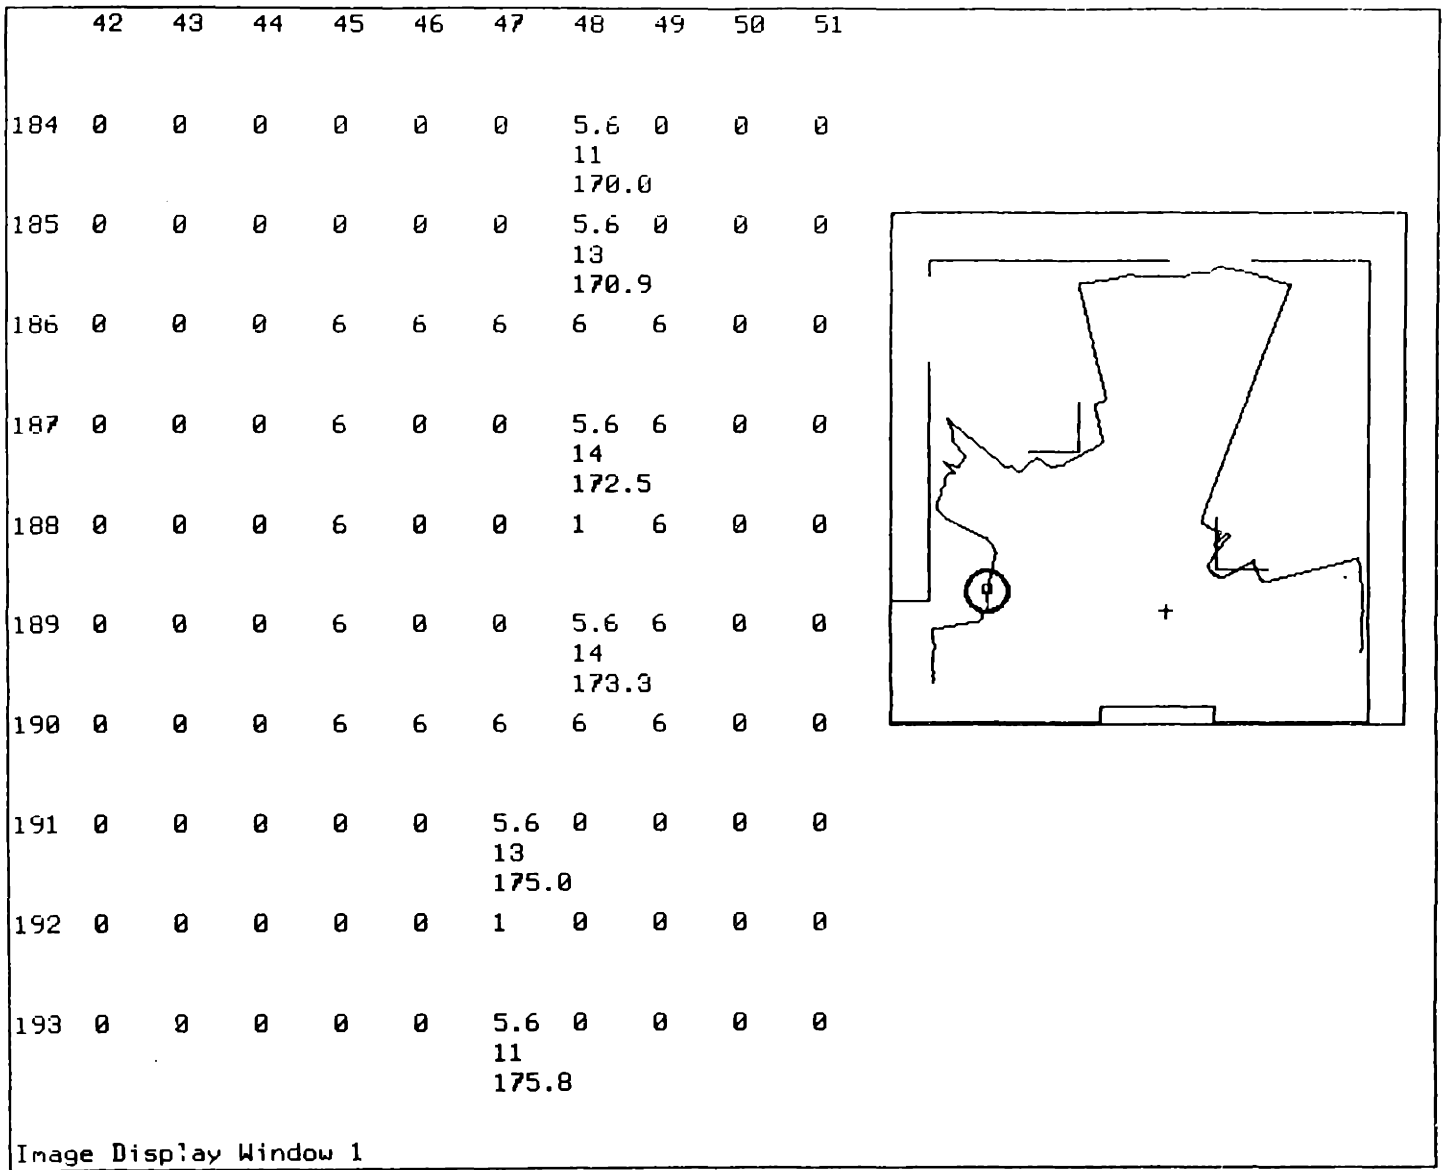 42 43 44 45 46 47 48 49 50 51
184 0 0 0 0 0 0 5.6 0 0 0
11
170.0
185 0 0 0 0 0 0 5.6 0 0 0
13
170.9
186 0 0 0 6 6 6 6 6 0 0
187 0 0 0 6 0 0 5.6 6 0 0
14
172.5
188 0 0 0 6 0 0 1 6 0 0
189 0 0 0 6 0 0 5.6 6 0 0
14
173.3
190 0 0 0 6 6 6 6 6 0 0
191 0 0 0 0 0 5.6 0 0 0 0
13
175.0
192 0 0 0 0 0 1 0 0 0 0
193 0 0 0 0 0 5.6 0 0 0 0
11
175.8
Image Display Window 1